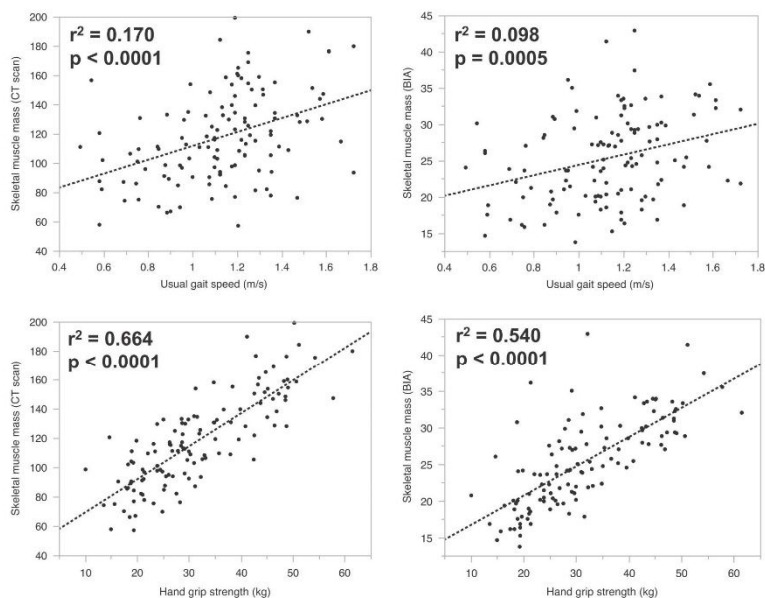 r² = 0.170
p < 0.0001
Skeletal muscle mass (CT scan)
200
180
160
140
120
100
80
60
40
0.4 0.6 0.8 1.0 1.2 1.4 1.6 1.8
Usual gait speed (m/s)
r² = 0.098
p = 0.0005
Skeletal muscle mass (BIA)
45
40
35
30
25
20
15
0.4 0.6 0.8 1.0 1.2 1.4 1.6 1.8
Usual gait speed (m/s)
r² = 0.664
p < 0.0001
Skeletal muscle mass (CT scan)
200
180
160
140
120
100
80
60
40
10 20 30 40 50 60
Hand grip strength (kg)
r² = 0.540
p < 0.0001
Skeletal muscle mass (BIA)
45
40
35
30
25
20
15
10 20 30 40 50 60
Hand grip strength (kg)